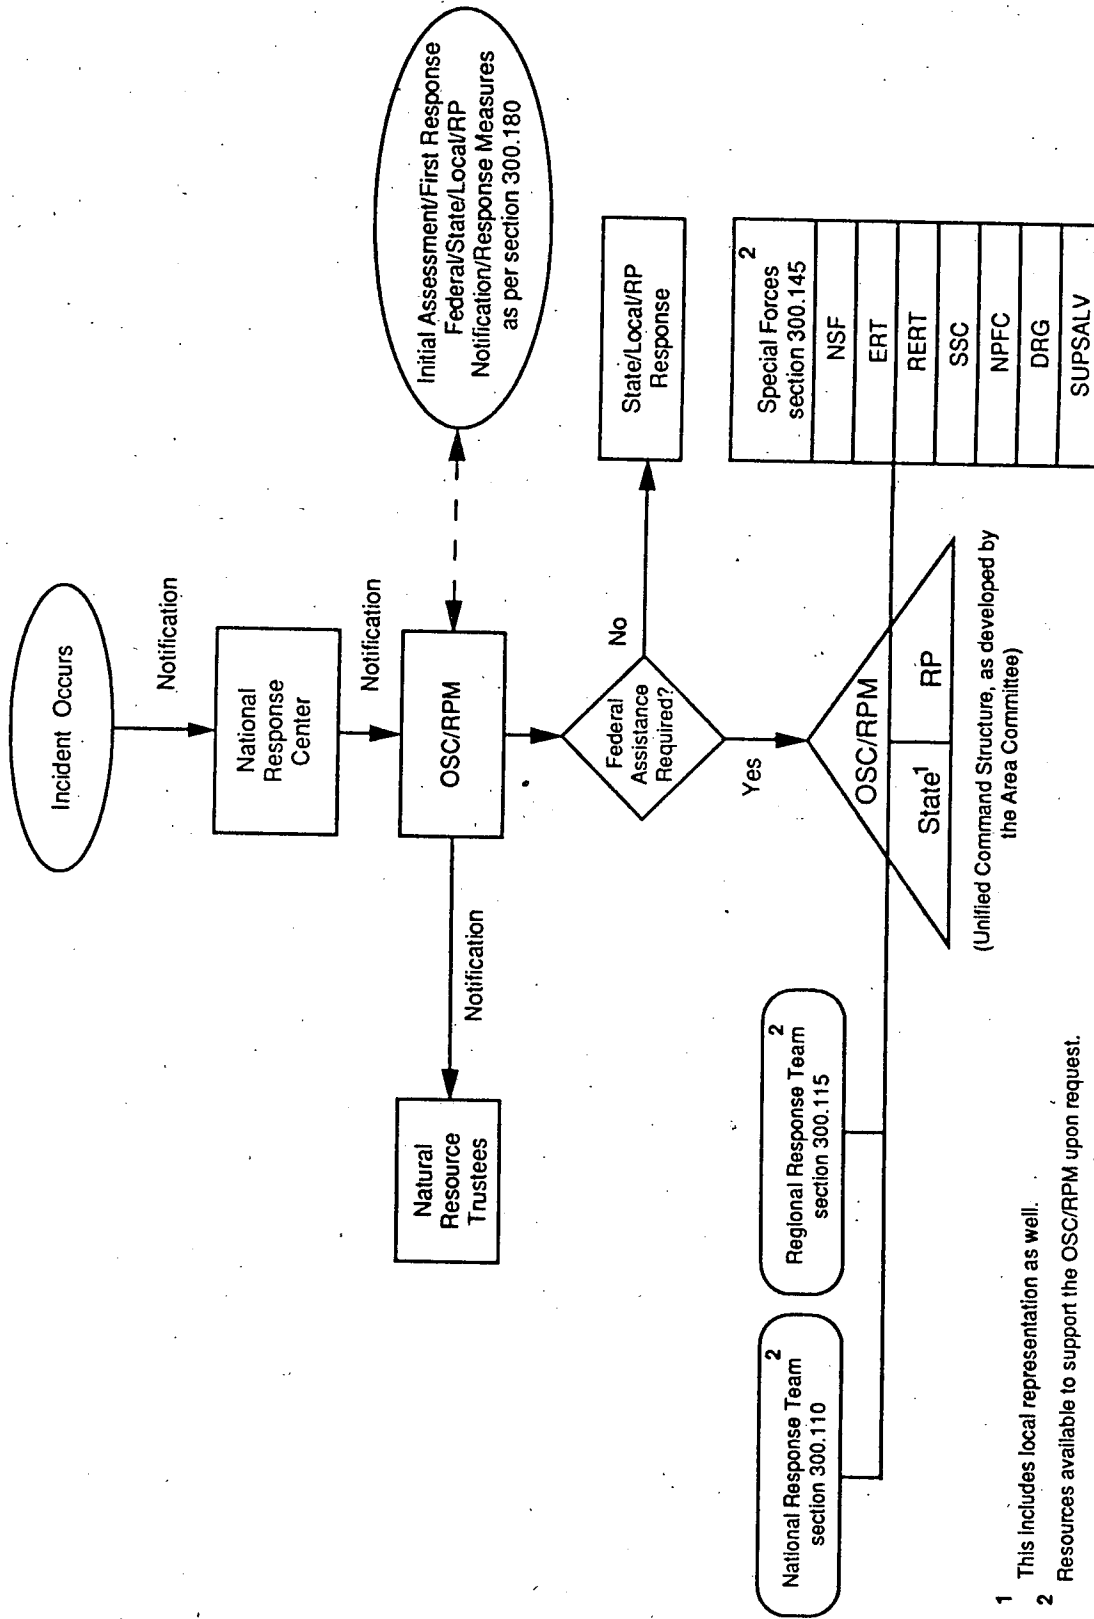 Incident Occurs
Notification
National
Response
Center
Notification
OSC/RPM
Initial Assessment/First Response
Federal/State/Local/RP
Notification/Response Measures
as per section 300.180
Notification
Natural
Resource
Trustees
Federal
Assistance
Required?
No
State/Local/RP
Response
Yes
OSC/RPM
State1
RP
(Unified Command Structure, as developed by
the Area Committee)
National Response Team 2
section 300.110
Regional Response Team 2
section 300.115
2
Special Forces
section 300.145
NSF
ERT
RERT
SSC
NPFC
DRG
SUPSALV
1 This includes local representation as well.
2 Resources available to support the OSC/RPM upon request.